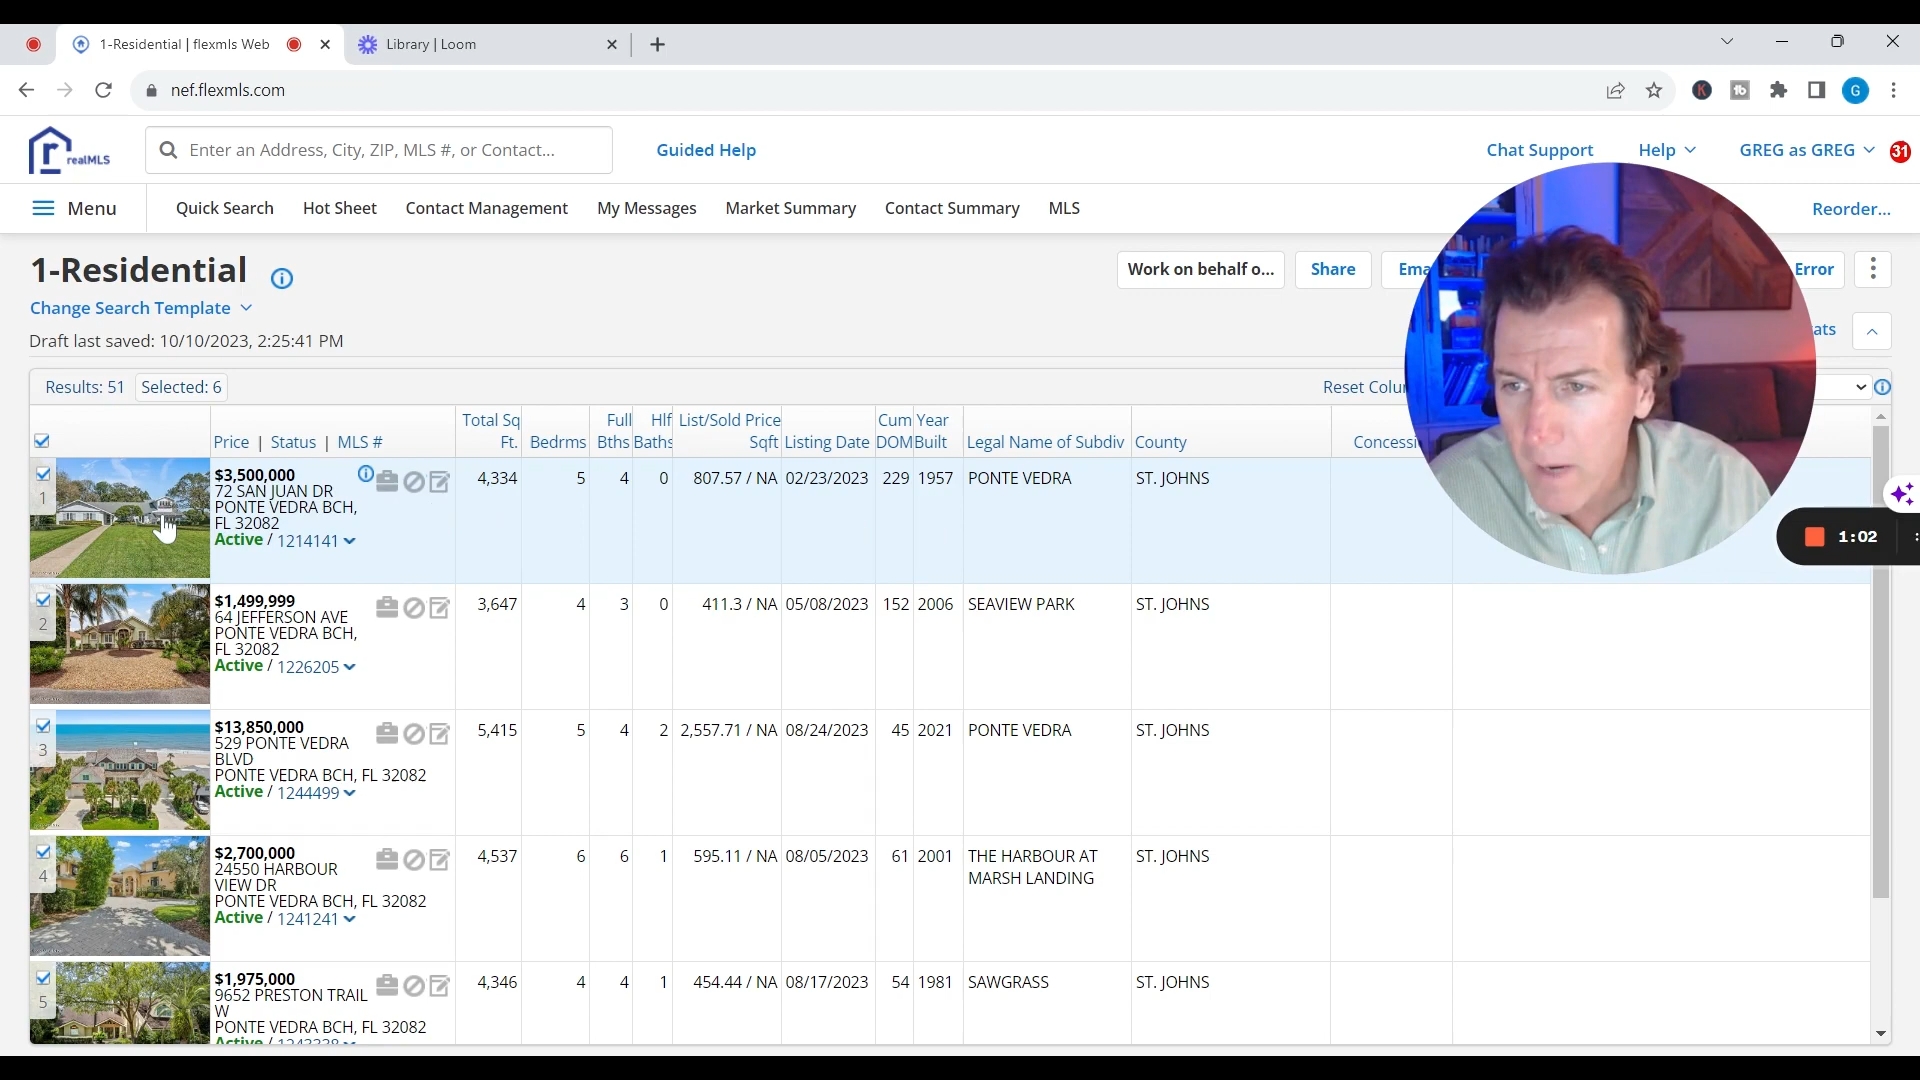 1-Residential | flexmls Web
Library | Loom
nef.flexmls.com
realMLS
Enter an Address, City, ZIP, MLS #, or Contact...
Guided Help
Chat Support
Help
GREG as GREG
31
Menu
Quick Search
Hot Sheet
Contact Management
My Messages
Market Summary
Contact Summary
MLS
Reorder...
1-Residential
Work on behalf o...
Share
Error
Change Search Template
Draft last saved: 10/10/2023, 2:25:41 PM
Results: 51
Selected: 6
Price | Status | MLS #
Total Sq Ft.
Bedrms
Full Bths
Hlf Baths
List/Sold Price Sqft
Listing Date
Cum DOM
Year Built
Legal Name of Subdiv
County
1
$3,500,000
72 SAN JUAN DR
PONTE VEDRA BCH,
FL 32082
Active / 1214141
4,334 5 4 0 807.57 / NA 02/23/2023 229 1957 PONTE VEDRA ST. JOHNS
2
$1,499,999
64 JEFFERSON AVE
PONTE VEDRA BCH,
FL 32082
Active / 1226205
3,647 4 3 0 411.3 / NA 05/08/2023 152 2006 SEAVIEW PARK ST. JOHNS
3
$13,850,000
529 PONTE VEDRA
BLVD
PONTE VEDRA BCH, FL 32082
Active / 1244499
5,415 5 4 2 2,557.71 / NA 08/24/2023 45 2021 PONTE VEDRA ST. JOHNS
4
$2,700,000
24550 HARBOUR
VIEW DR
PONTE VEDRA BCH, FL 32082
Active / 1241241
4,537 6 6 1 595.11 / NA 08/05/2023 61 2001 THE HARBOUR AT
MARSH LANDING
ST. JOHNS
5
$1,975,000
9652 PRESTON TRAIL
W
PONTE VEDRA BCH, FL 32082
4,346 4 4 1 454.44 / NA 08/17/2023 54 1981 SAWGRASS ST. JOHNS
1:02
K
tb
G